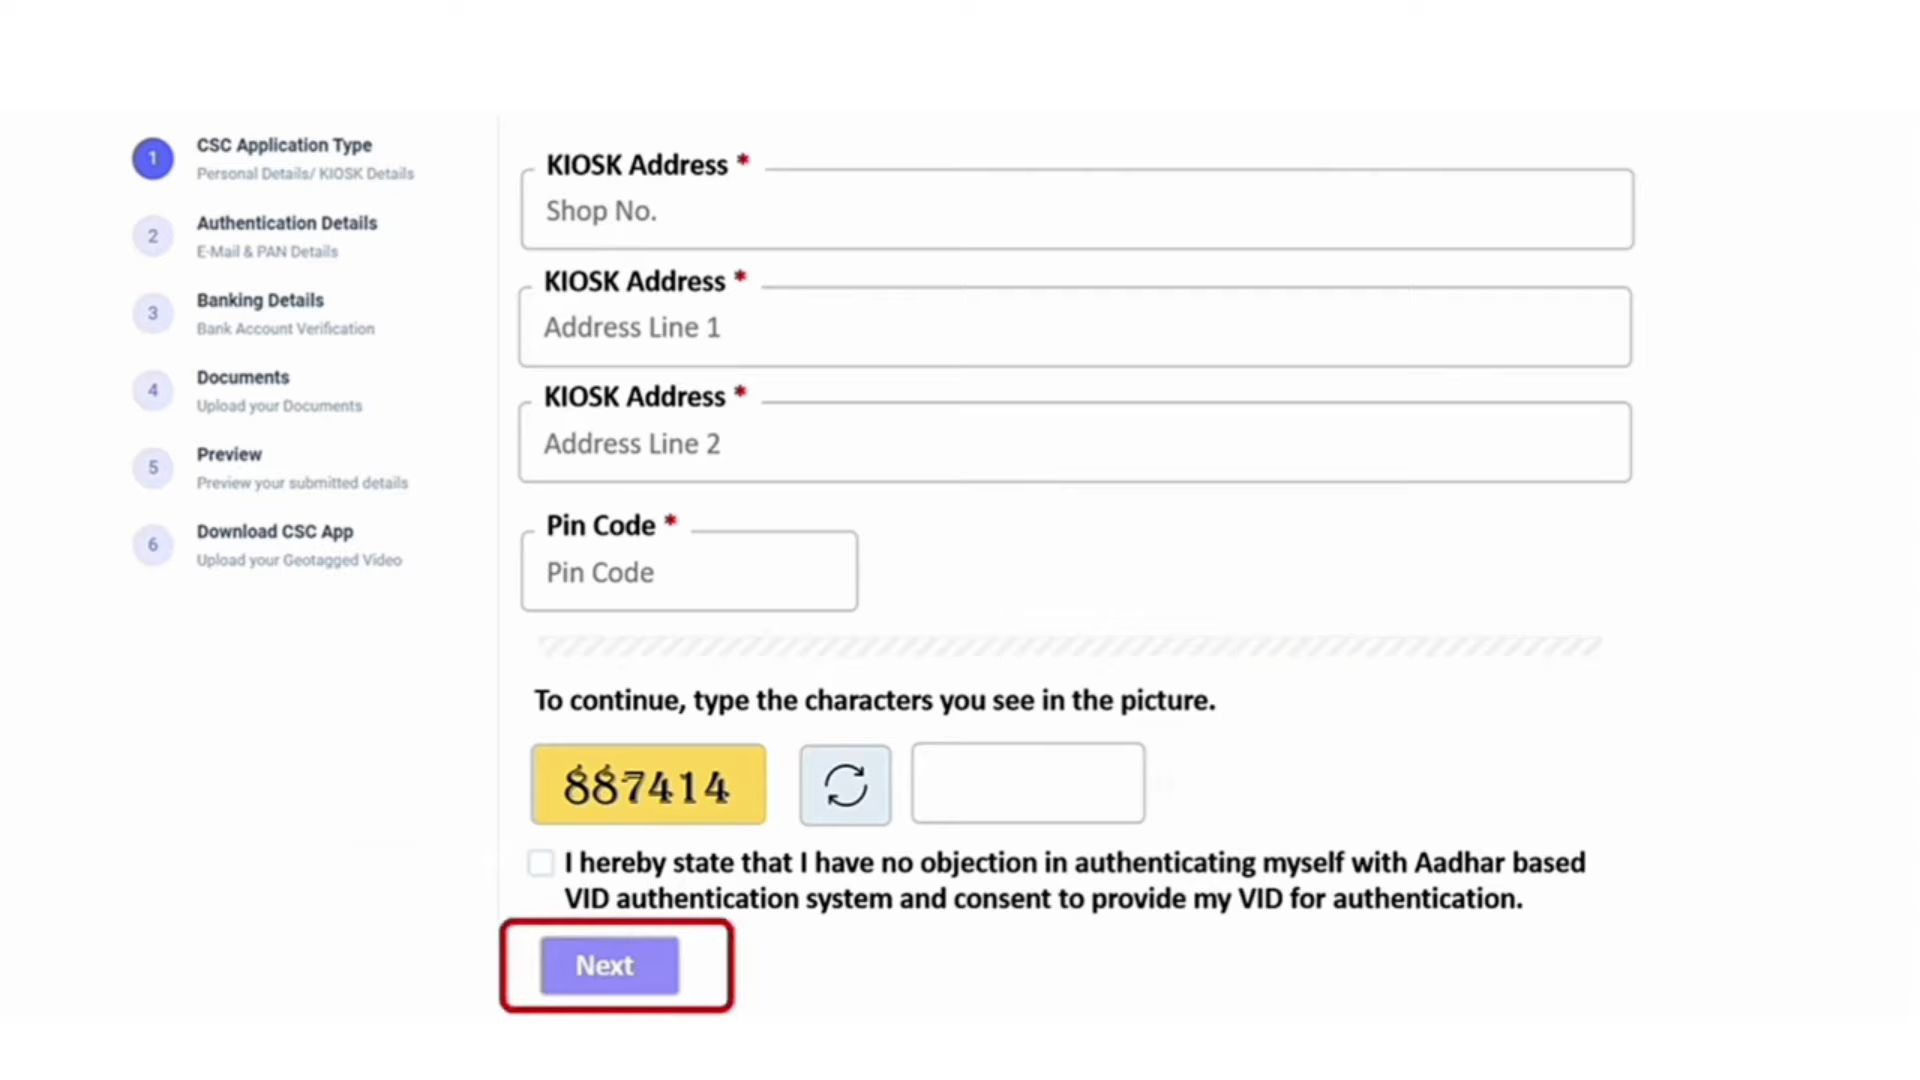 1
CSC Application Type
Personal Details/ KIOSK Details
2
Authentication Details
E-Mail & PAN Details
3
Banking Details
Bank Account Verification
4
Documents
Upload your Documents
5
Preview
Preview your submitted details
6
Download CSC App
Upload your Geotagged Video
KIOSK Address *
Shop No.
KIOSK Address *
Address Line 1
KIOSK Address *
Address Line 2
Pin Code *
Pin Code
To continue, type the characters you see in the picture.
887414
I hereby state that I have no objection in authenticating myself with Aadhar based
VID authentication system and consent to provide my VID for authentication.
Next